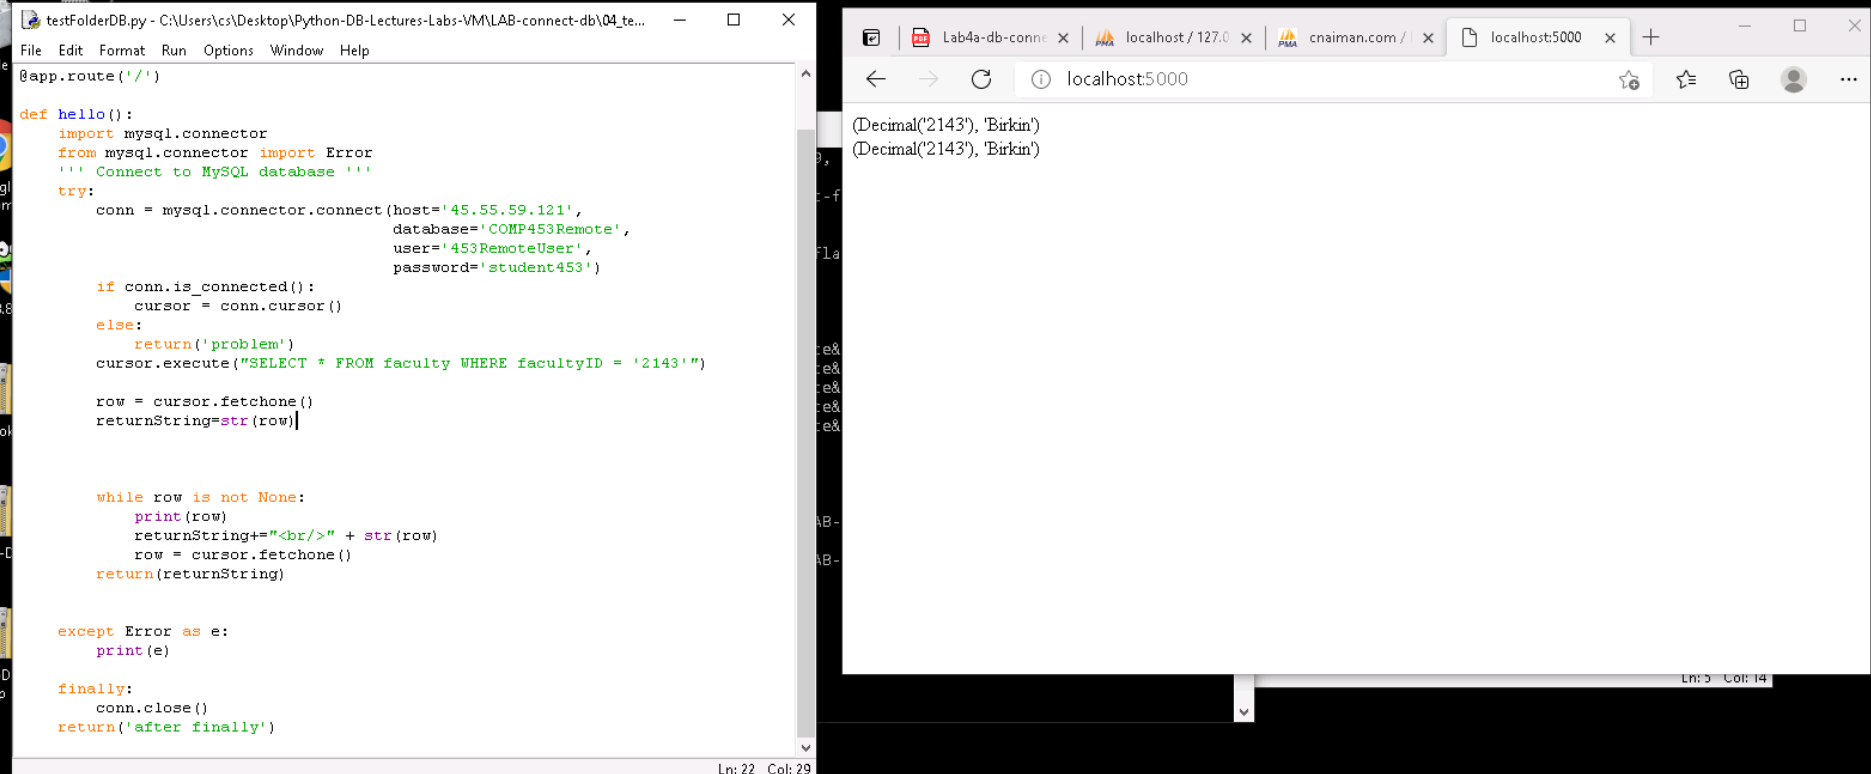 testFolderDB.py - C:\Users\cs\Desktop\Python-DB-Lectures-Labs-VM\LAB-connect-db\04_te...
File Edit Format Run Options Window Help
@app.route('/')
def hello():
import mysql.connector
from mysql.connector import Error
''' Connect to MySQL database '''
try:
conn = mysql.connector.connect(host='45.55.59.121',
database='COMP453Remote',
user='453RemoteUser',
password='student453')
if conn.is_connected():
cursor = conn.cursor()
else:
return('problem')
cursor.execute("SELECT * FROM faculty WHERE facultyID = '2143'")
row = cursor.fetchone()
returnString=str(row)
while row is not None:
print(row)
returnString+="<br/>" + str(row)
row = cursor.fetchone()
return(returnString)
except Error as e:
print(e)
finally:
conn.close()
return('after finally')
Ln: 22 Col: 29
Lab4a-db-conne
localhost / 127.0
cnaiman.com /
localhost:5000
localhost:5000
(Decimal('2143'), 'Birkin')
(Decimal('2143'), 'Birkin')
Ln: 5 Col: 14